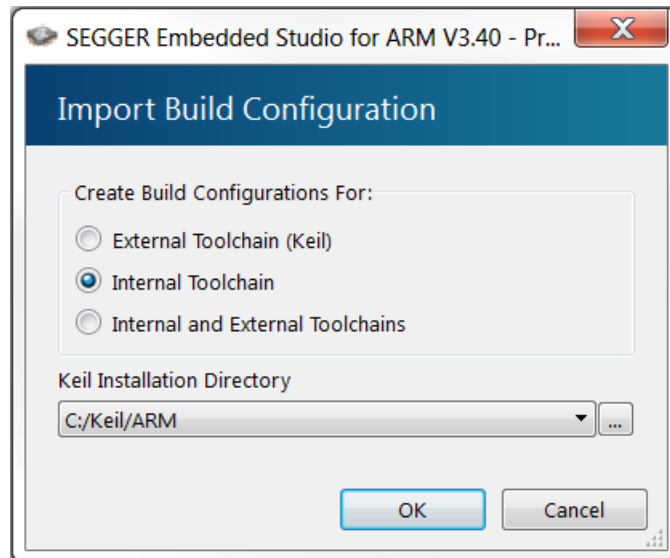 SEGGER Embedded Studio for ARM V3.40 - Pr...
Import Build Configuration
Create Build Configurations For:
External Toolchain (Keil)
Internal Toolchain
Internal and External Toolchains
Keil Installation Directory
C:/Keil/ARM
...
OK
Cancel